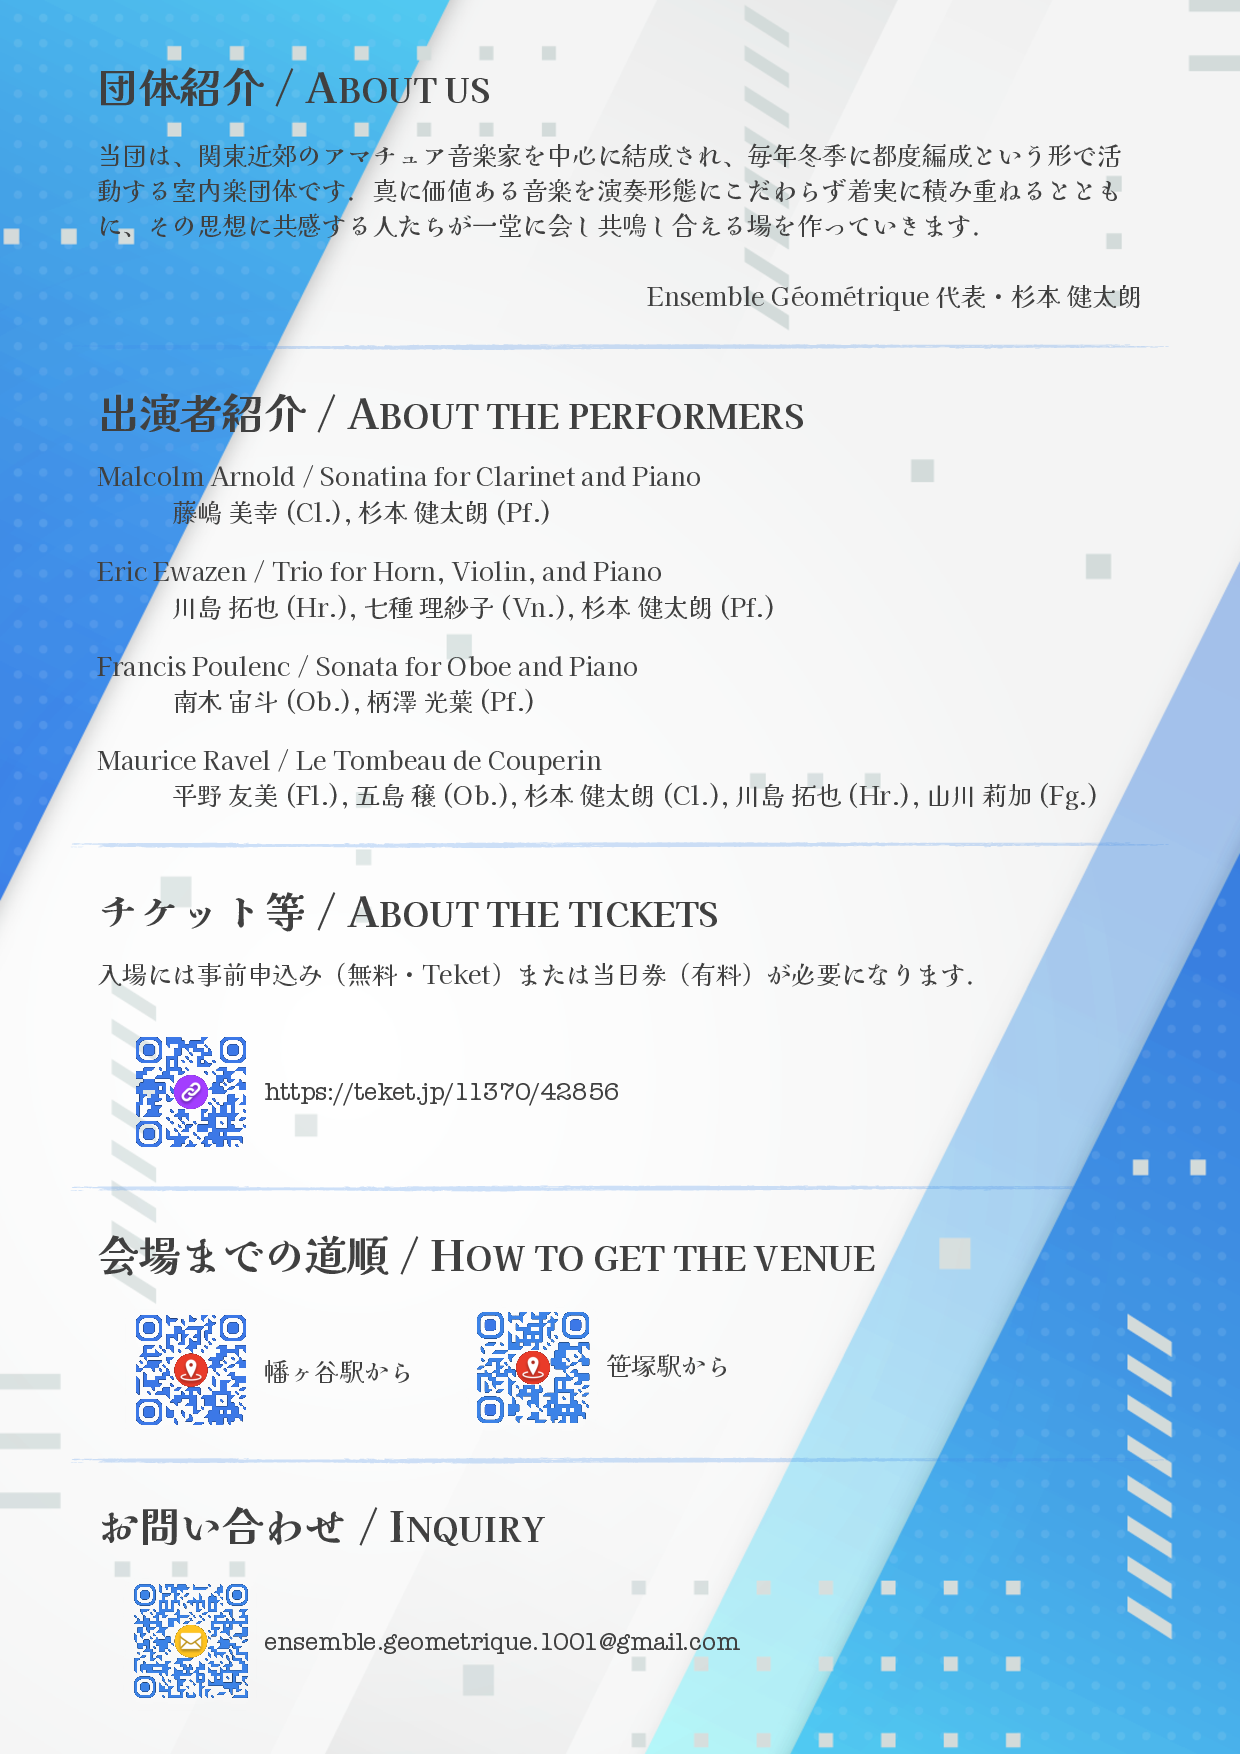 団体紹介 / ABOUT US
当団は、関東近郊のアマチュア音楽家を中心に結成され、毎年冬季に都度編成という形で活
動する室内楽団体です．真に価値ある音楽を演奏形態にこだわらず着実に積み重ねるととも
に、その思想に共感する人たちが一堂に会し共鳴し合える場を作っていきます．
Ensemble Géométrique 代表・杉本 健太朗
出演者紹介 / ABOUT THE PERFORMERS
Malcolm Arnold / Sonatina for Clarinet and Piano
藤嶋 美幸 (Cl.), 杉本 健太朗 (Pf.)
Eric Ewazen / Trio for Horn, Violin, and Piano
川島 拓也 (Hr.), 七種 理紗子 (Vn.), 杉本 健太朗 (Pf.)
Francis Poulenc / Sonata for Oboe and Piano
南木 宙斗 (Ob.), 柄澤 光葉 (Pf.)
Maurice Ravel / Le Tombeau de Couperin
平野 友美 (Fl.), 五島 穣 (Ob.), 杉本 健太朗 (Cl.), 川島 拓也 (Hr.), 山川 莉加 (Fg.)
チケット等 / ABOUT THE TICKETS
入場には事前申込み（無料・Teket）または当日券（有料）が必要になります．
https://teket.jp/11370/42856
会場までの道順 / HOW TO GET THE VENUE
幡ヶ谷駅から
笹塚駅から
お問い合わせ / INQUIRY
ensemble.geometrique.1001@gmail.com